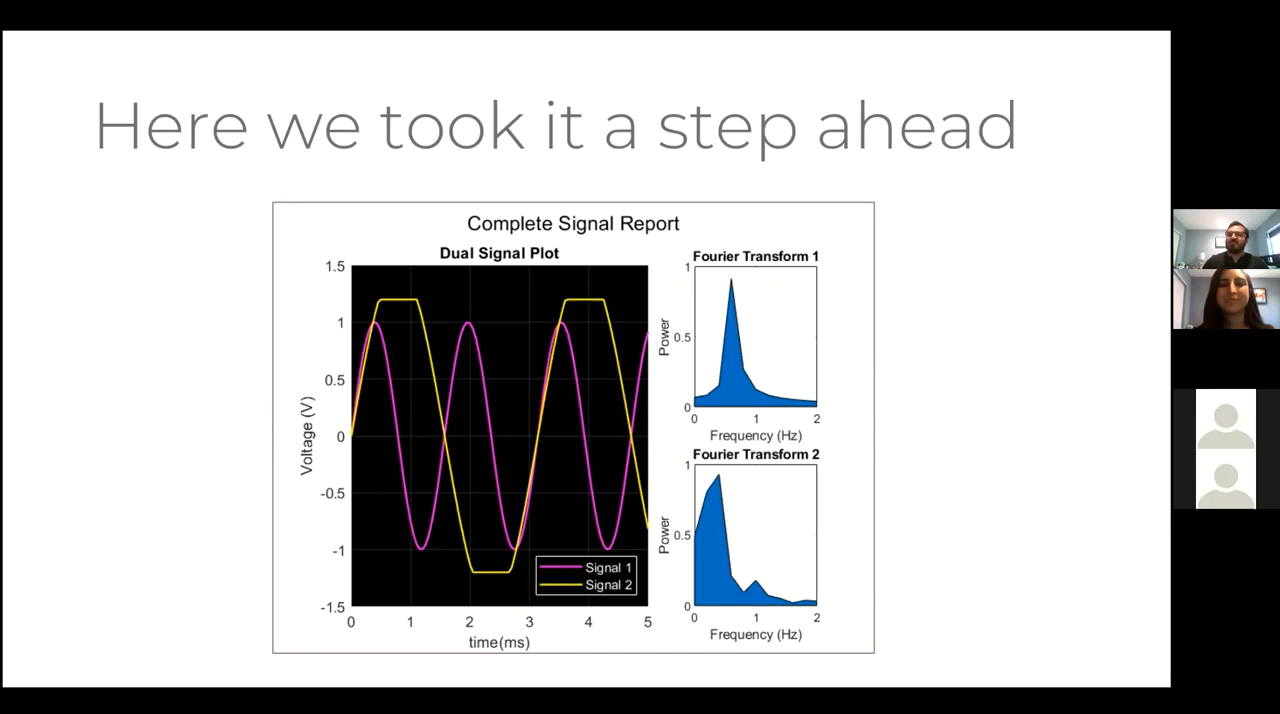 Here we took it a step ahead
Complete Signal Report
Dual Signal Plot
1.5
1
0.5
0
-0.5
-1
-1.5
Voltage (V)
0 1 2 3 4 5
time(ms)
Signal 1
Signal 2
Fourier Transform 1
1
0.5
0
Power
0 1 2
Frequency (Hz)
Fourier Transform 2
1
0.5
0
Power
0 1 2
Frequency (Hz)